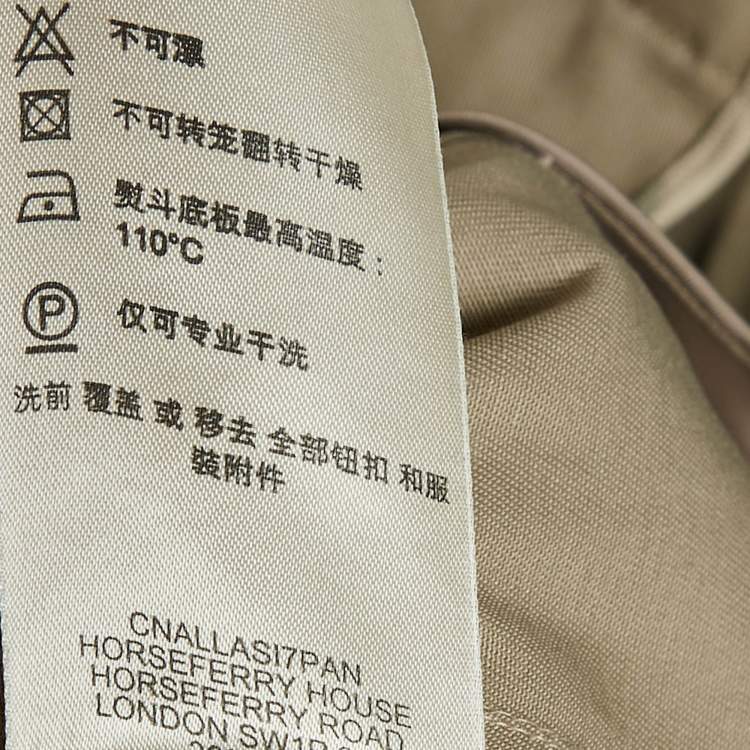 不可漂
不可转笼翻转干燥
熨斗底板最高温度：
110°C
P
仅可专业干洗
洗前 覆盖 或 移去 全部钮扣 和服
装附件
CNALLASI7PAN
HORSEFERRY HOUSE
HORSEFERRY ROAD
LONDON SW1P